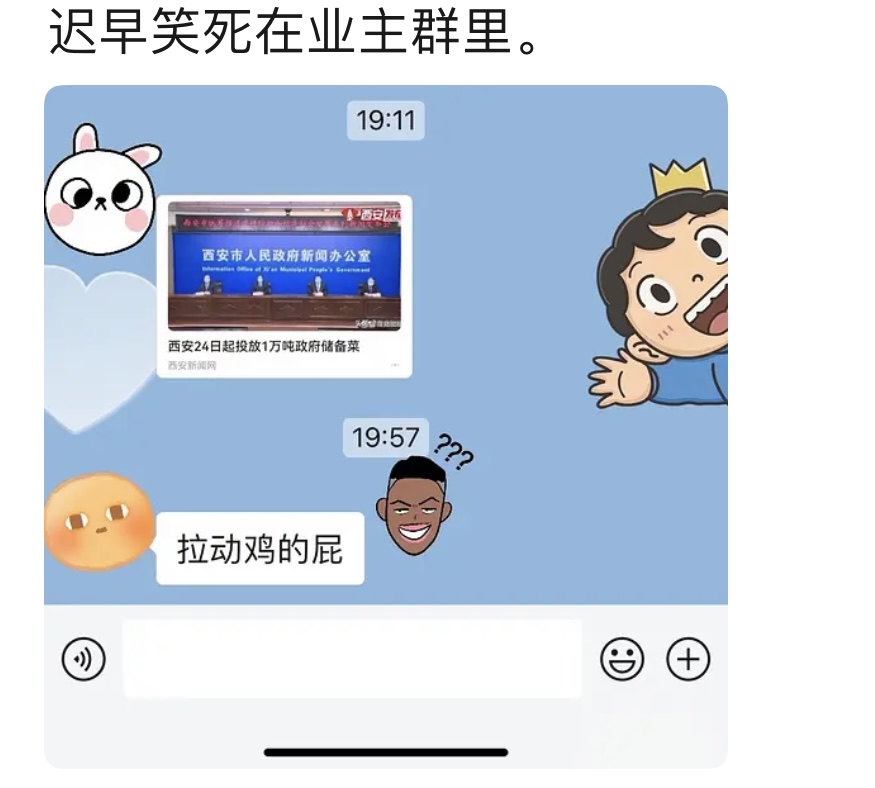 迟早笑死在业主群里。
19:11
西安发布
西安市人民政府新闻办公室
Information Office of Xi'an Municipal People's Government
西安24日起投放1万吨政府储备菜
西安新闻网
19:57
???
拉动鸡的屁